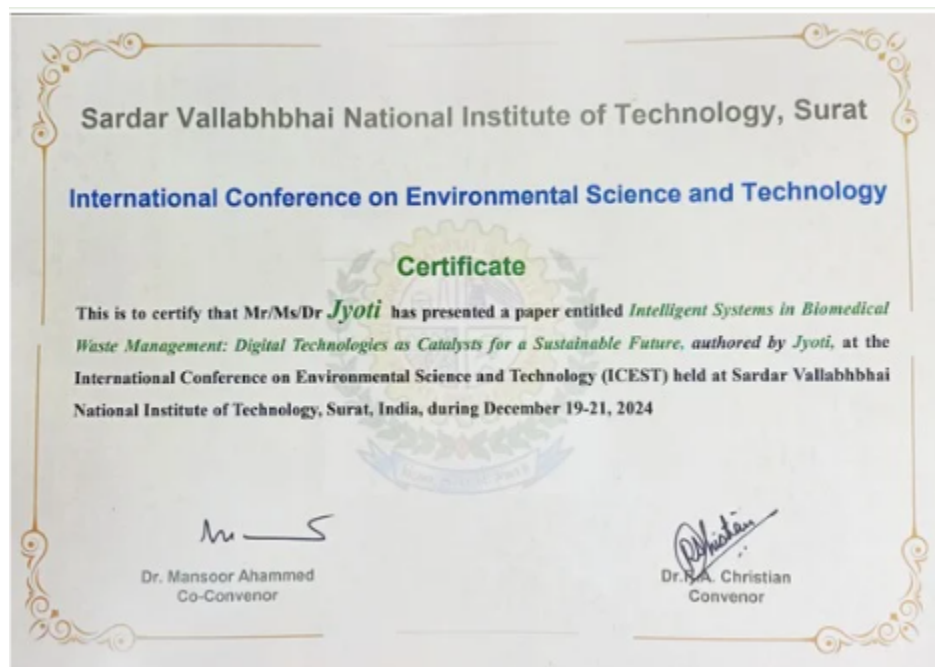 Sardar Vallabhbhai National Institute of Technology, Surat
International Conference on Environmental Science and Technology
Certificate
This is to certify that Mr/Ms/Dr Jyoti has presented a paper entitled Intelligent Systems in Biomedical
Waste Management: Digital Technologies as Catalysts for a Sustainable Future, authored by Jyoti, at the
International Conference on Environmental Science and Technology (ICEST) held at Sardar Vallabhbhai
National Institute of Technology, Surat, India, during December 19-21, 2024
Dr. Mansoor Ahammed
Co-Convenor
Dr.R.A. Christian
Convenor